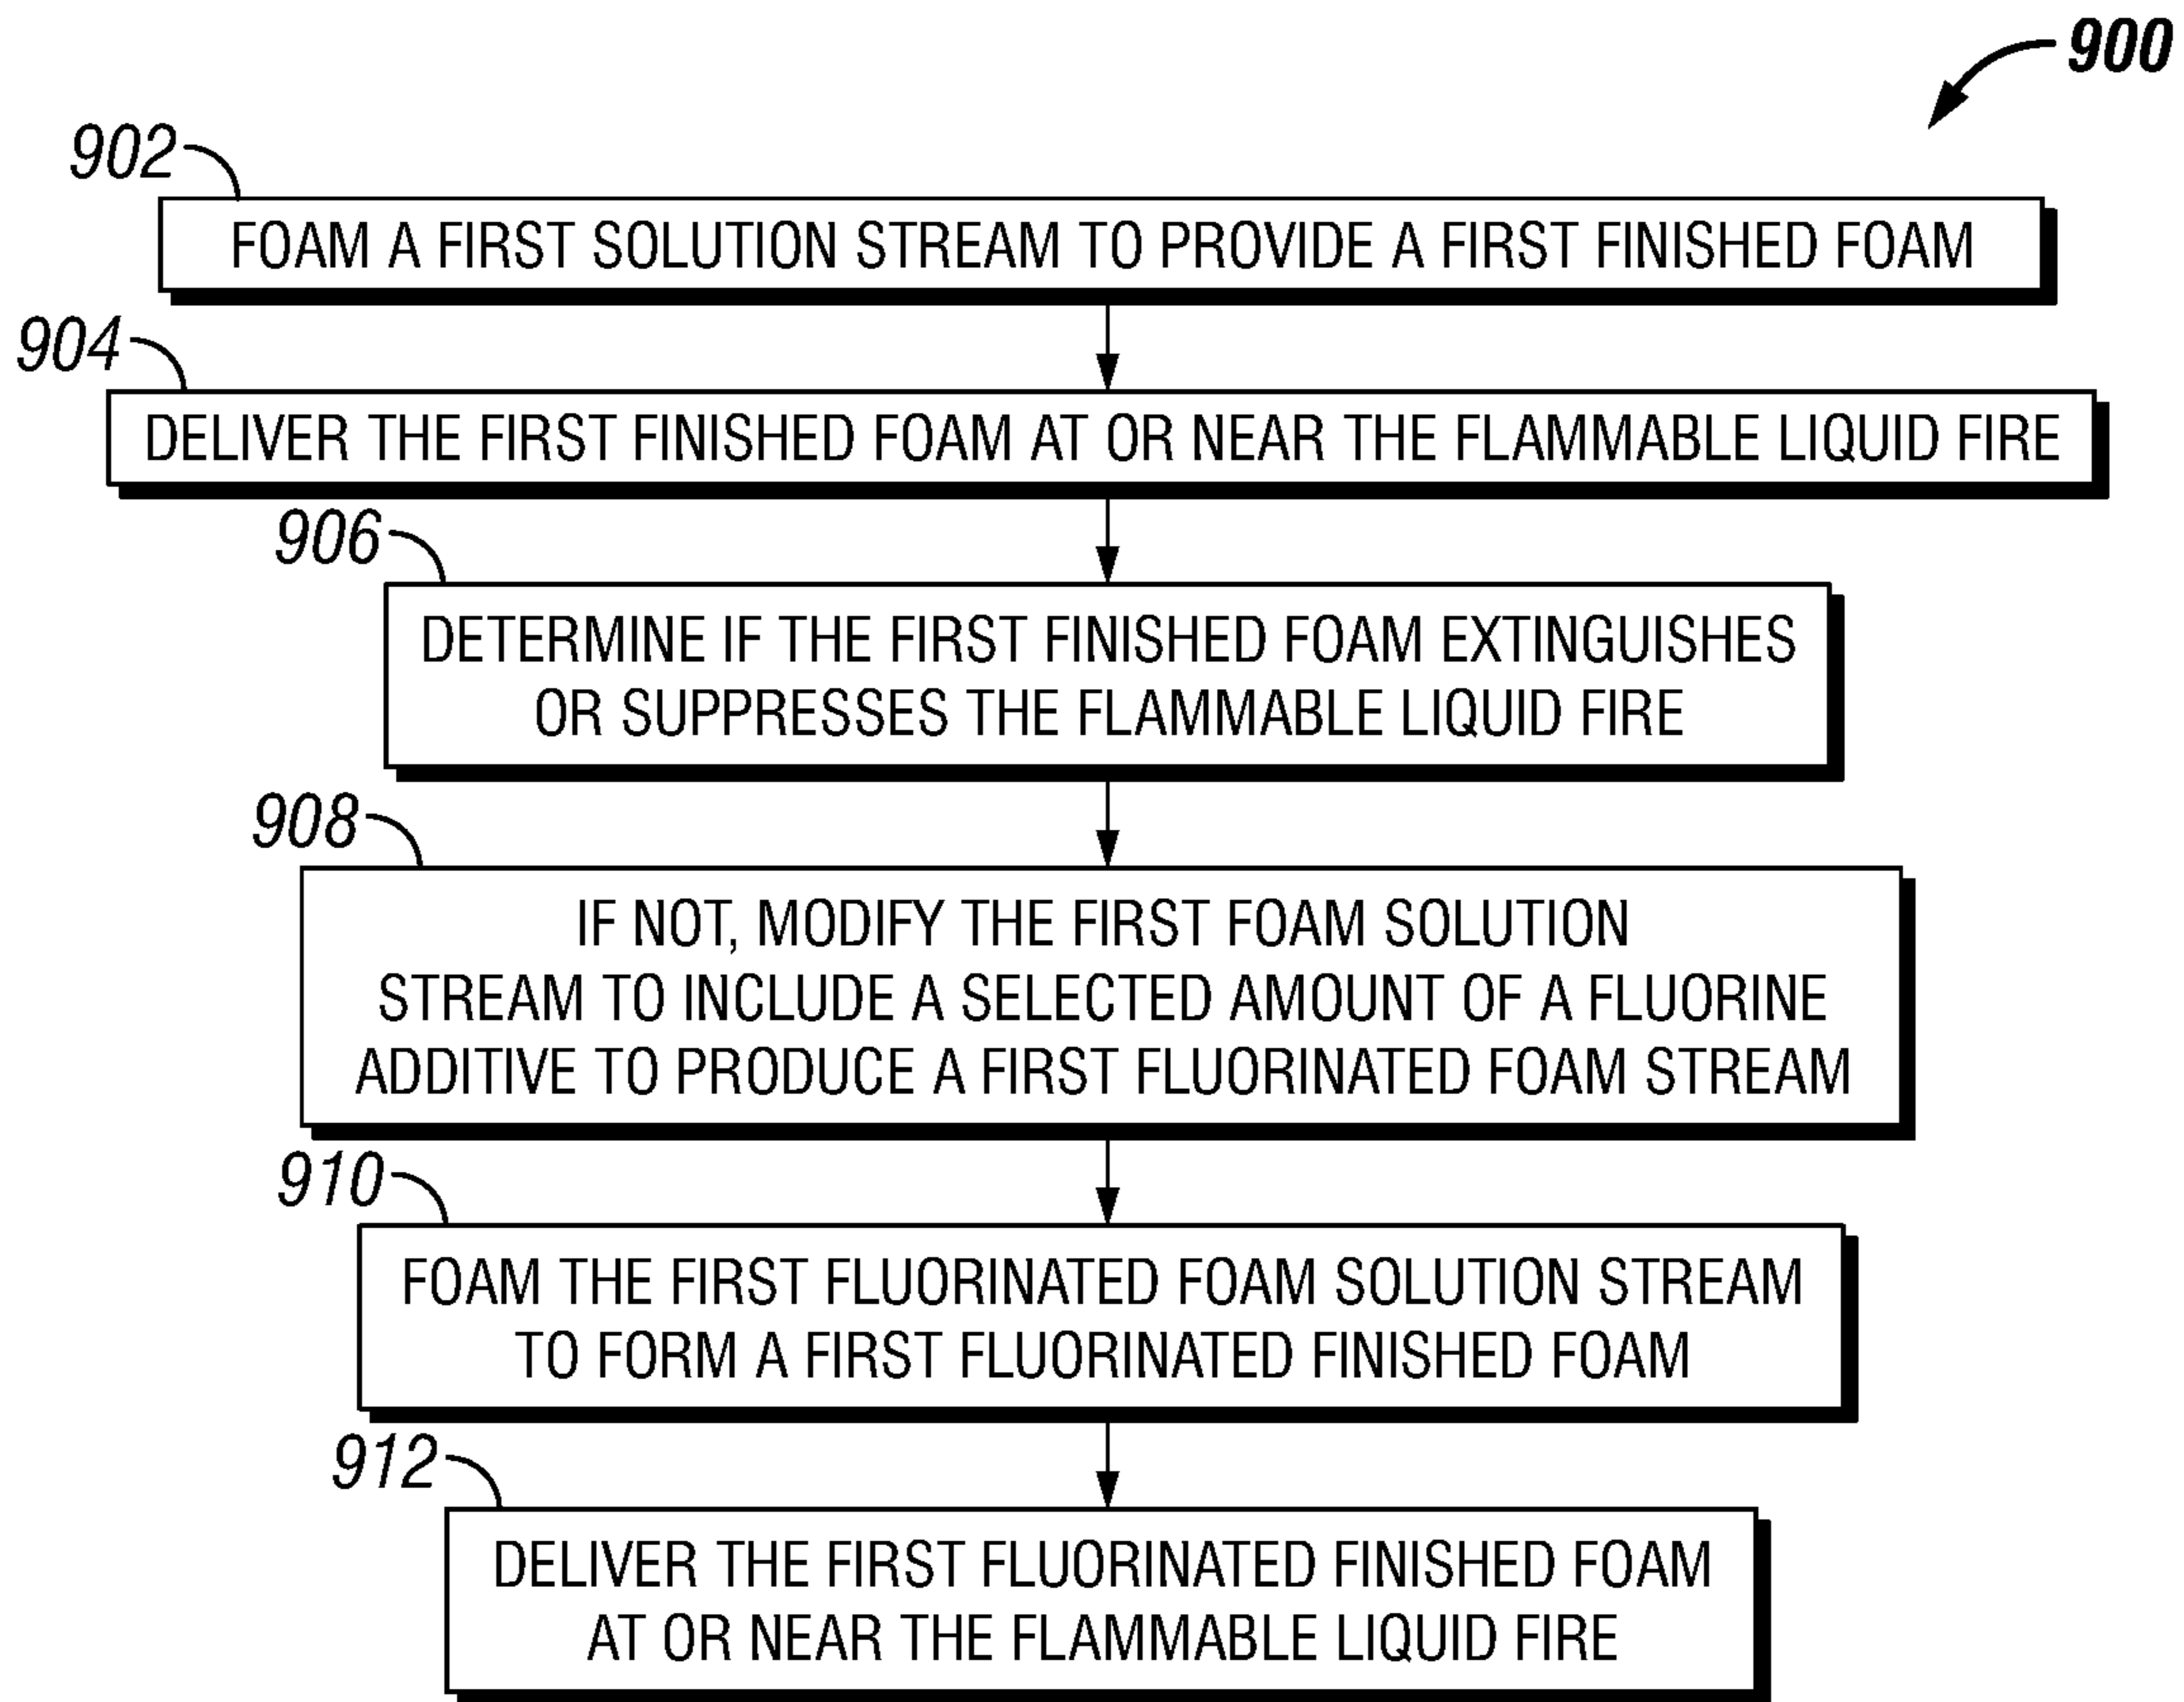 900
902
FOAM A FIRST SOLUTION STREAM TO PROVIDE A FIRST FINISHED FOAM
904
DELIVER THE FIRST FINISHED FOAM AT OR NEAR THE FLAMMABLE LIQUID FIRE
906
DETERMINE IF THE FIRST FINISHED FOAM EXTINGUISHES
OR SUPPRESSES THE FLAMMABLE LIQUID FIRE
908
IF NOT, MODIFY THE FIRST FOAM SOLUTION
STREAM TO INCLUDE A SELECTED AMOUNT OF A FLUORINE
ADDITIVE TO PRODUCE A FIRST FLUORINATED FOAM STREAM
910
FOAM THE FIRST FLUORINATED FOAM SOLUTION STREAM
TO FORM A FIRST FLUORINATED FINISHED FOAM
912
DELIVER THE FIRST FLUORINATED FINISHED FOAM
AT OR NEAR THE FLAMMABLE LIQUID FIRE